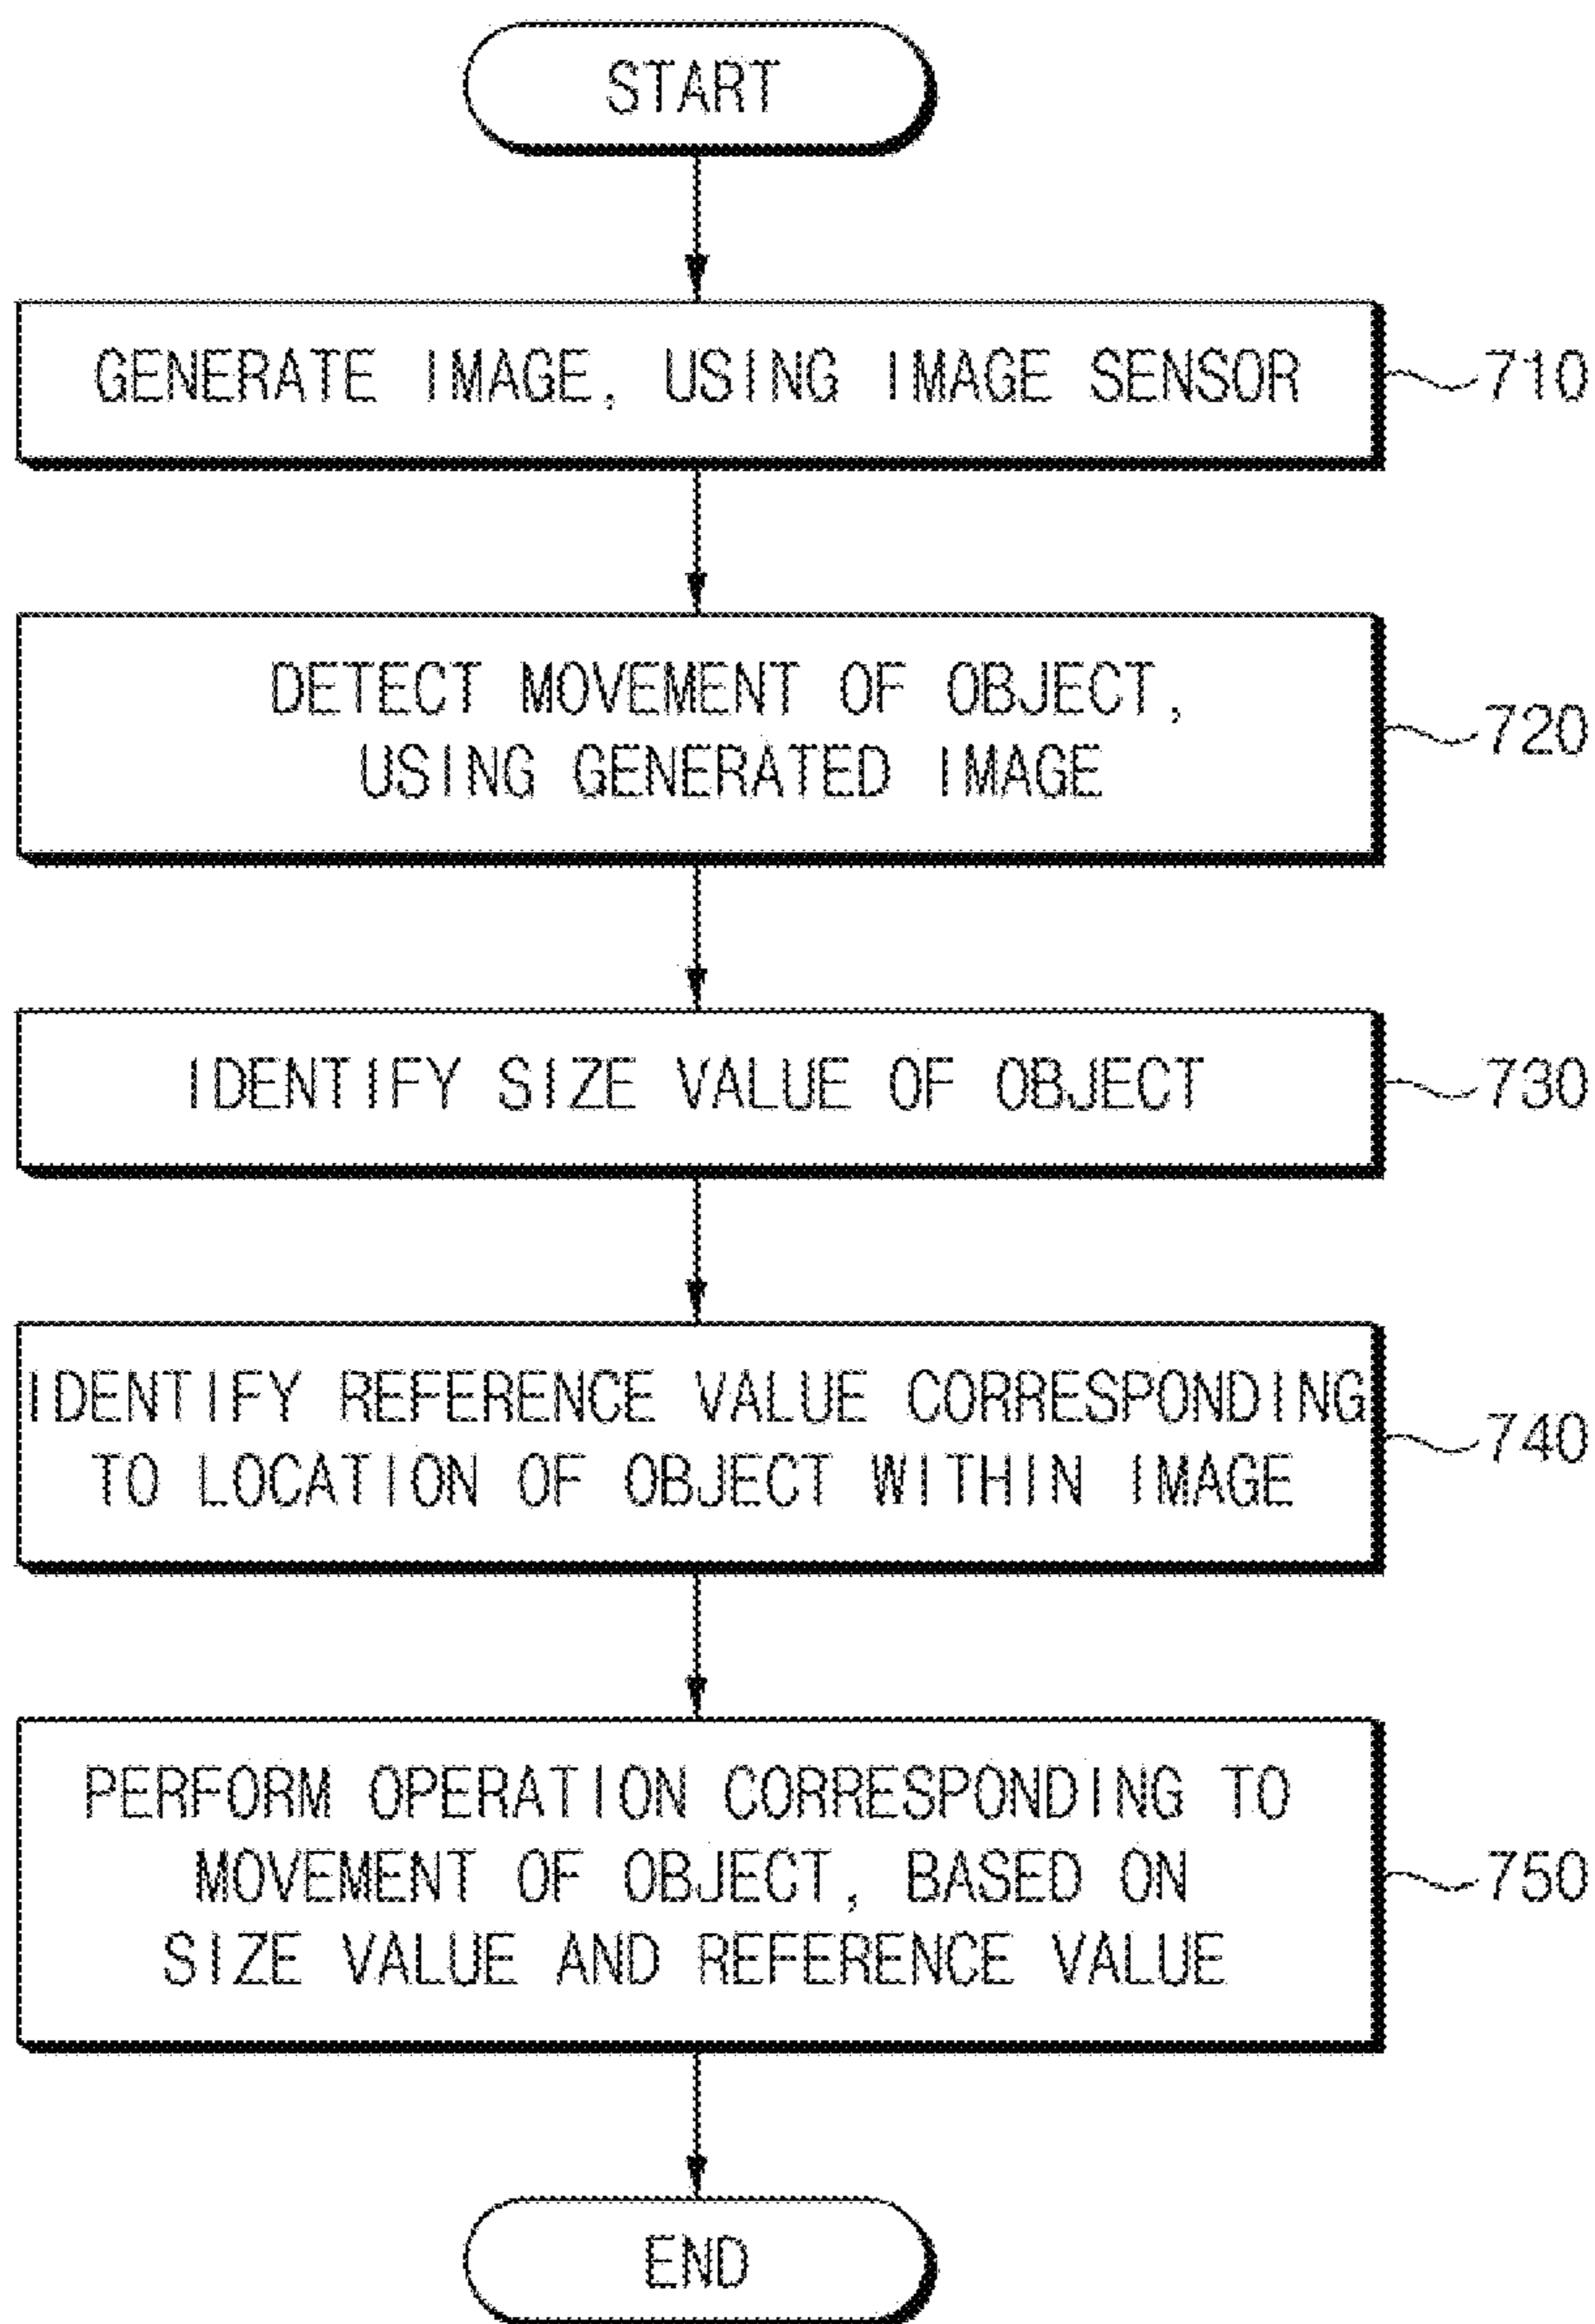 START
GENERATE IMAGE, USING IMAGE SENSOR
710
DETECT MOVEMENT OF OBJECT,
USING GENERATED IMAGE
720
IDENTIFY SIZE VALUE OF OBJECT
730
IDENTIFY REFERENCE VALUE CORRESPONDING
TO LOCATION OF OBJECT WITHIN IMAGE
740
PERFORM OPERATION CORRESPONDING TO
MOVEMENT OF OBJECT, BASED ON
SIZE VALUE AND REFERENCE VALUE
750
END